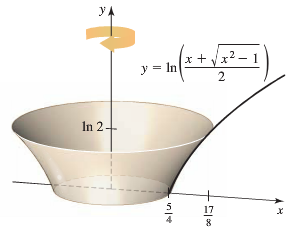 y
y = ln((x + √(x² − 1))/2)
ln 2
5/4
17/8
x